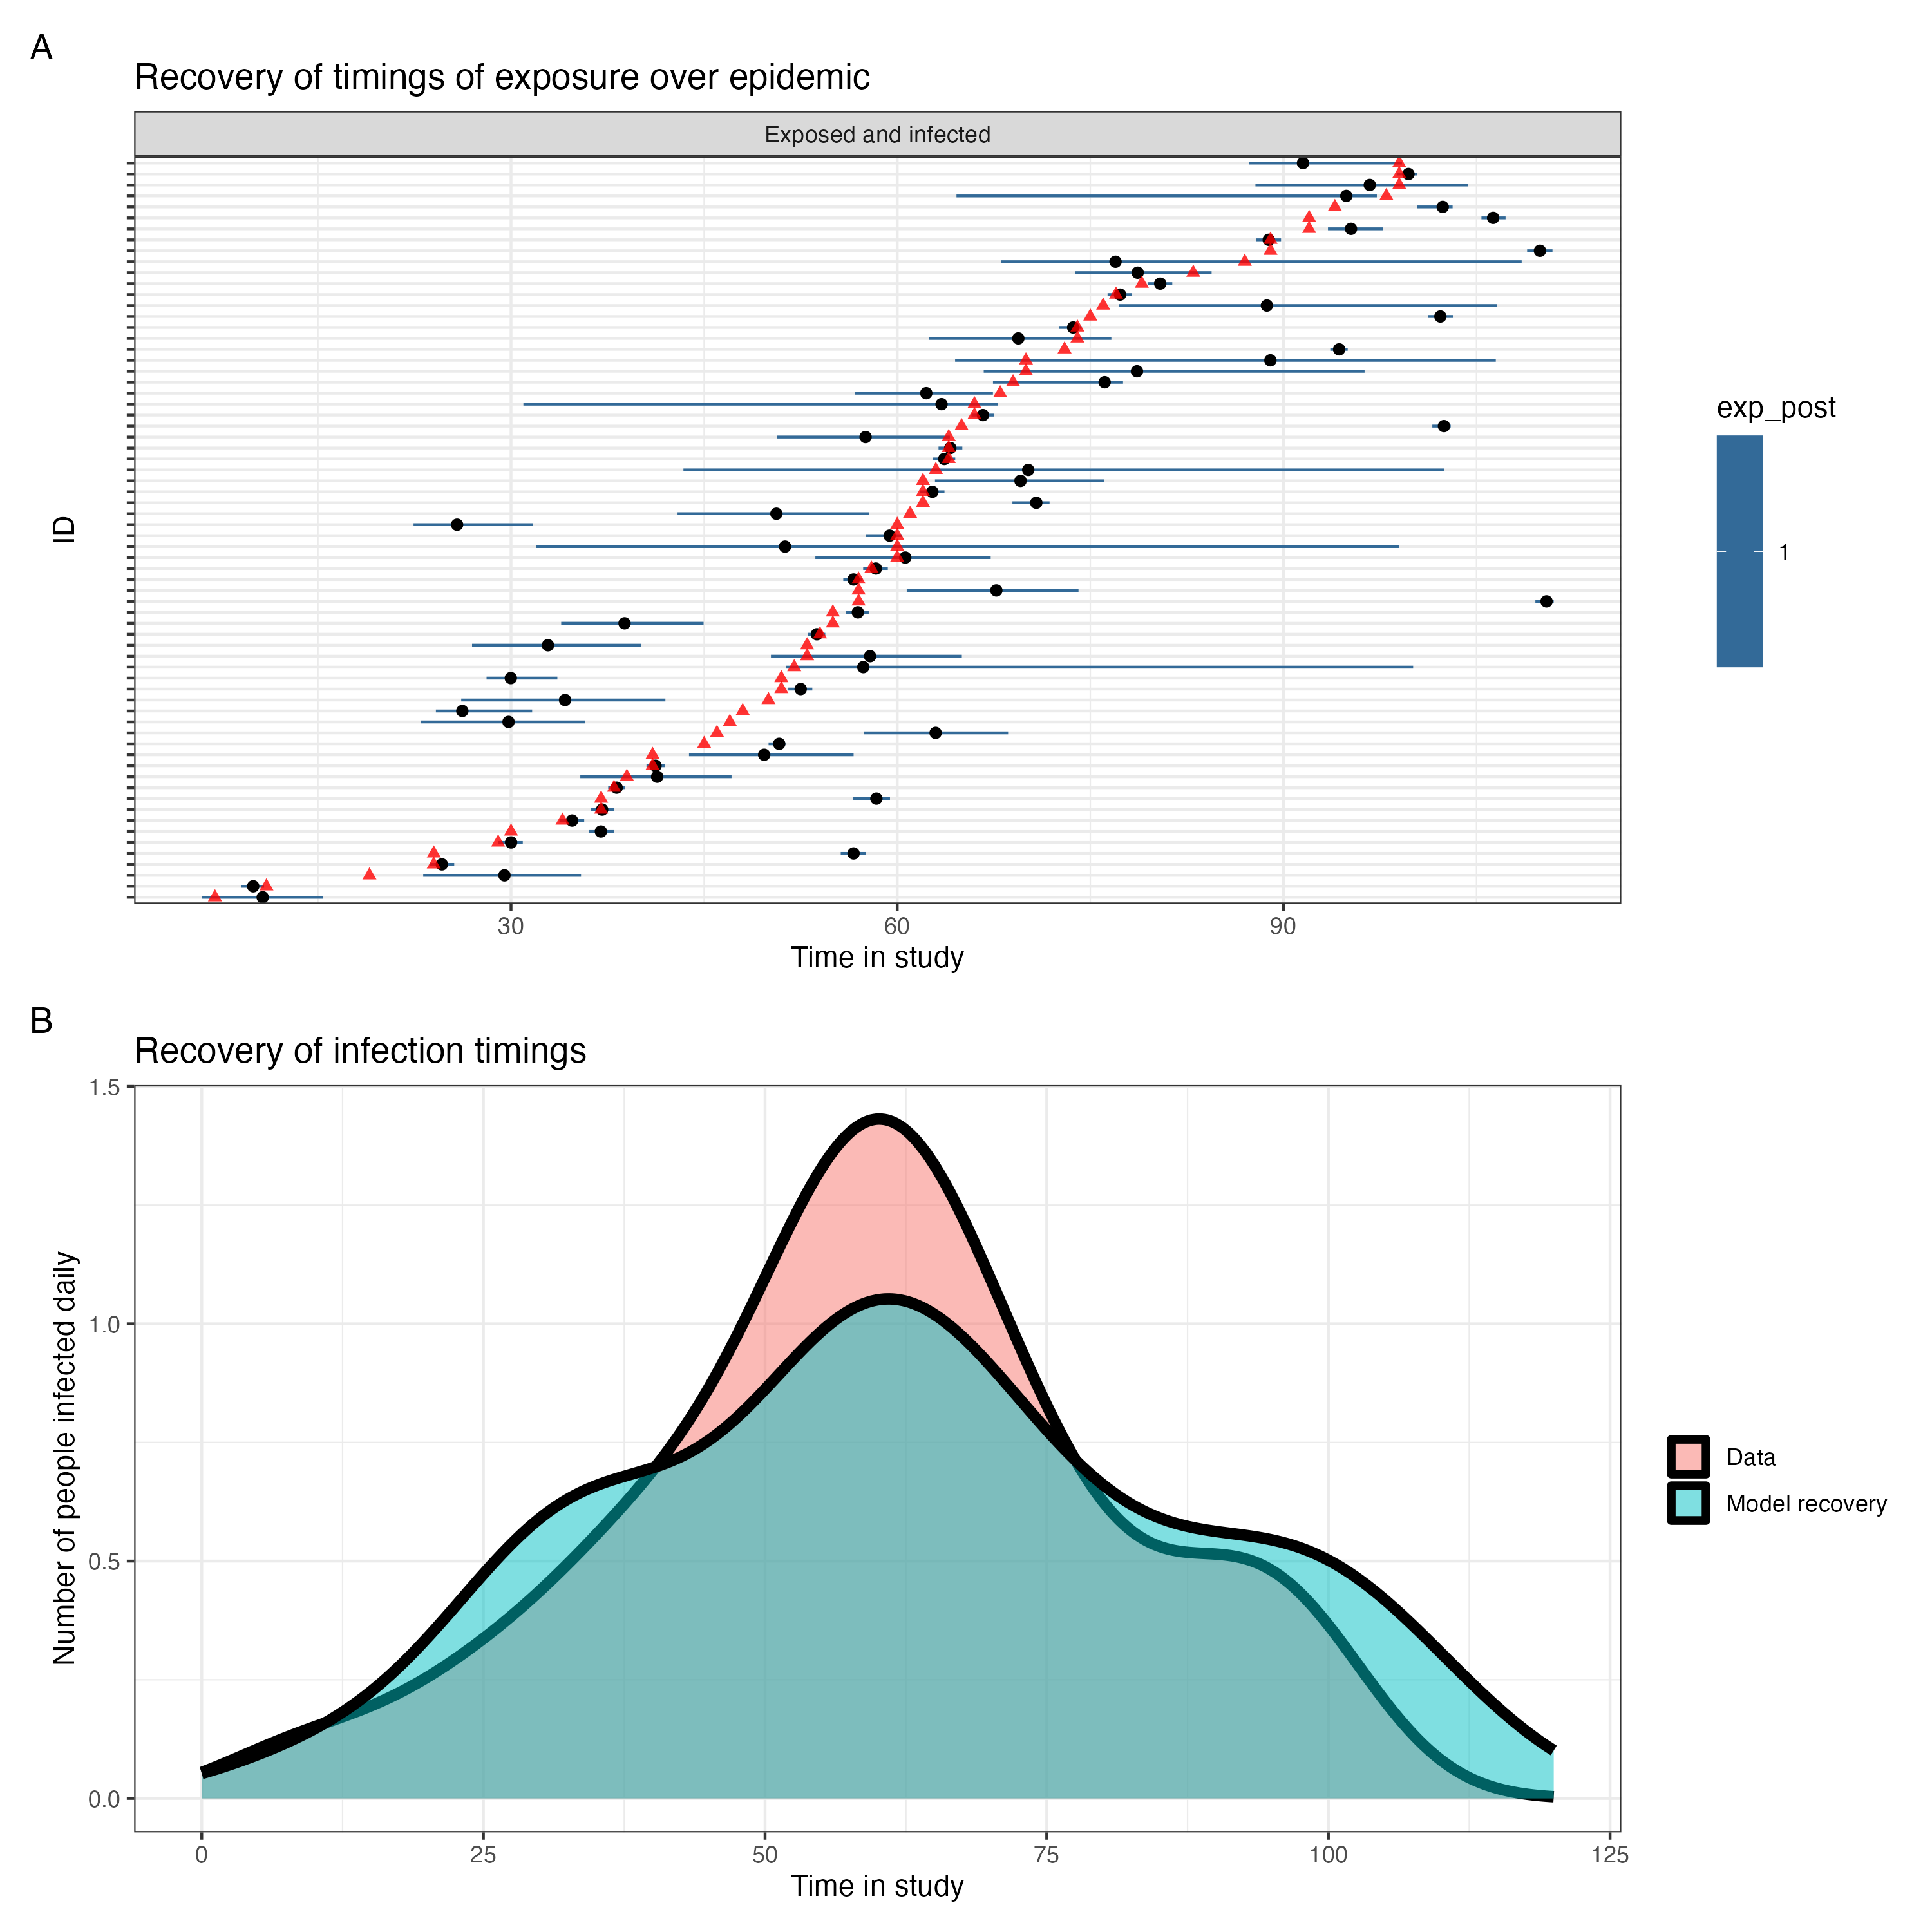 A
Recovery of timings of exposure over epidemic
Exposed and infected
ID
30 60 90
Time in study
exp_post
1
B
Recovery of infection timings
Number of people infected daily
1.5
1.0
0.5
0.0
0 25 50 75 100 125
Time in study
Data
Model recovery